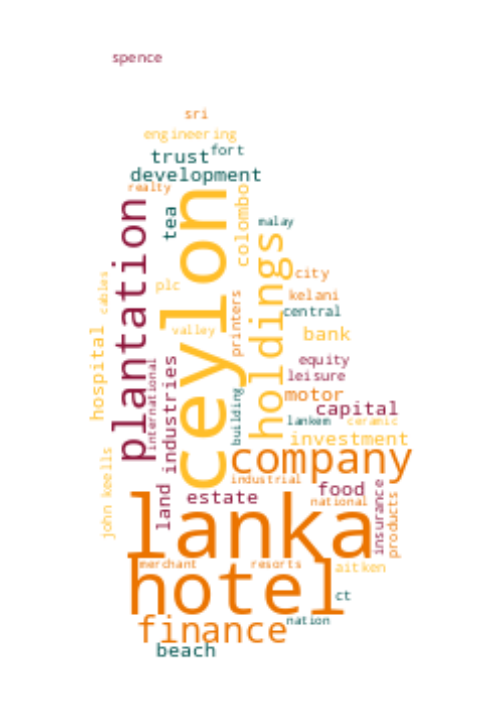 spence
sri
engineering
trust
fort
development
realty
plantation
tea
ceylon
colombo
malay
holdings
city
cables
plc
kelani
printers
central
valley
bank
hospital
international
industries
equity
leisure
building
motor
capital
lankem
ceramic
investment
company
john keells
land
industrial
food
estate
national
insurance
products
lanka
merchant
resorts
aitken
hotel
ct
finance
nation
beach